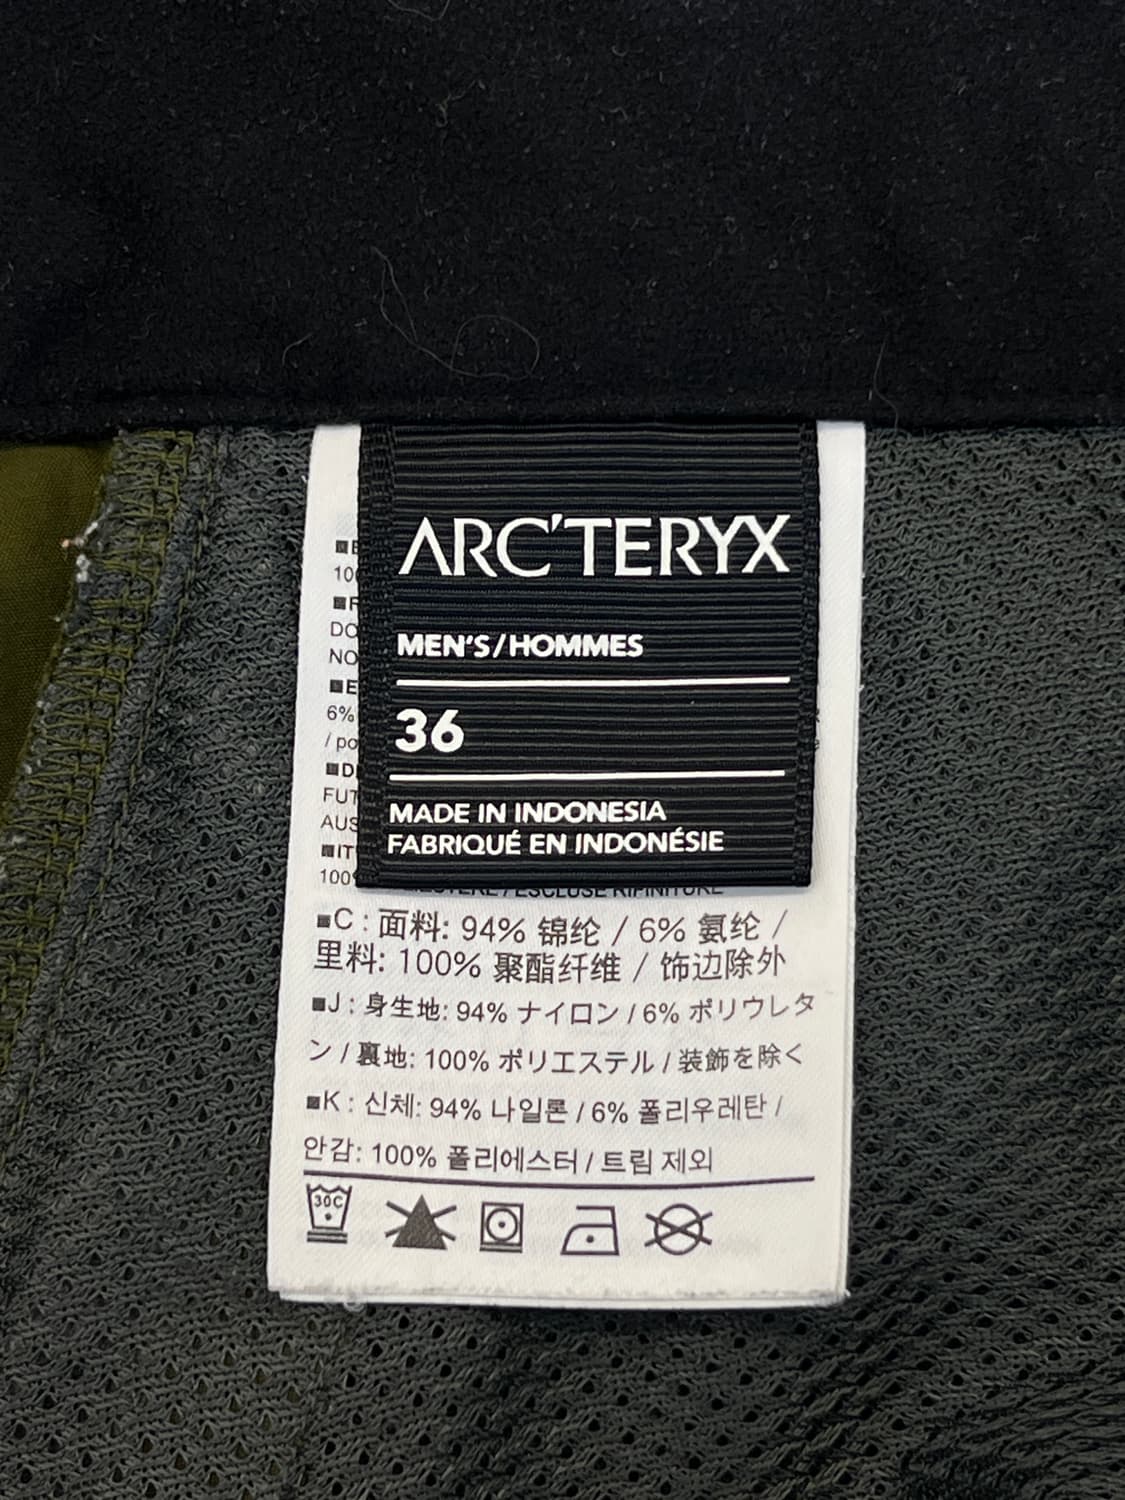 ARC'TERYX
MEN'S/HOMMES
36
MADE IN INDONESIA
FABRIQUÉ EN INDONÉSIE
6%
/ ESCLUSE RIFINITURE
■C : 面料: 94% 锦纶 / 6% 氨纶 /
里料: 100% 聚酯纤维 / 饰边除外
■J : 身生地: 94% ナイロン / 6% ポリウレタ
ン / 裏地: 100% ポリエステル / 装飾を除く
■K : 신체: 94% 나일론 / 6% 폴리우레탄 /
안감: 100% 폴리에스터 / 트림 제외
30C